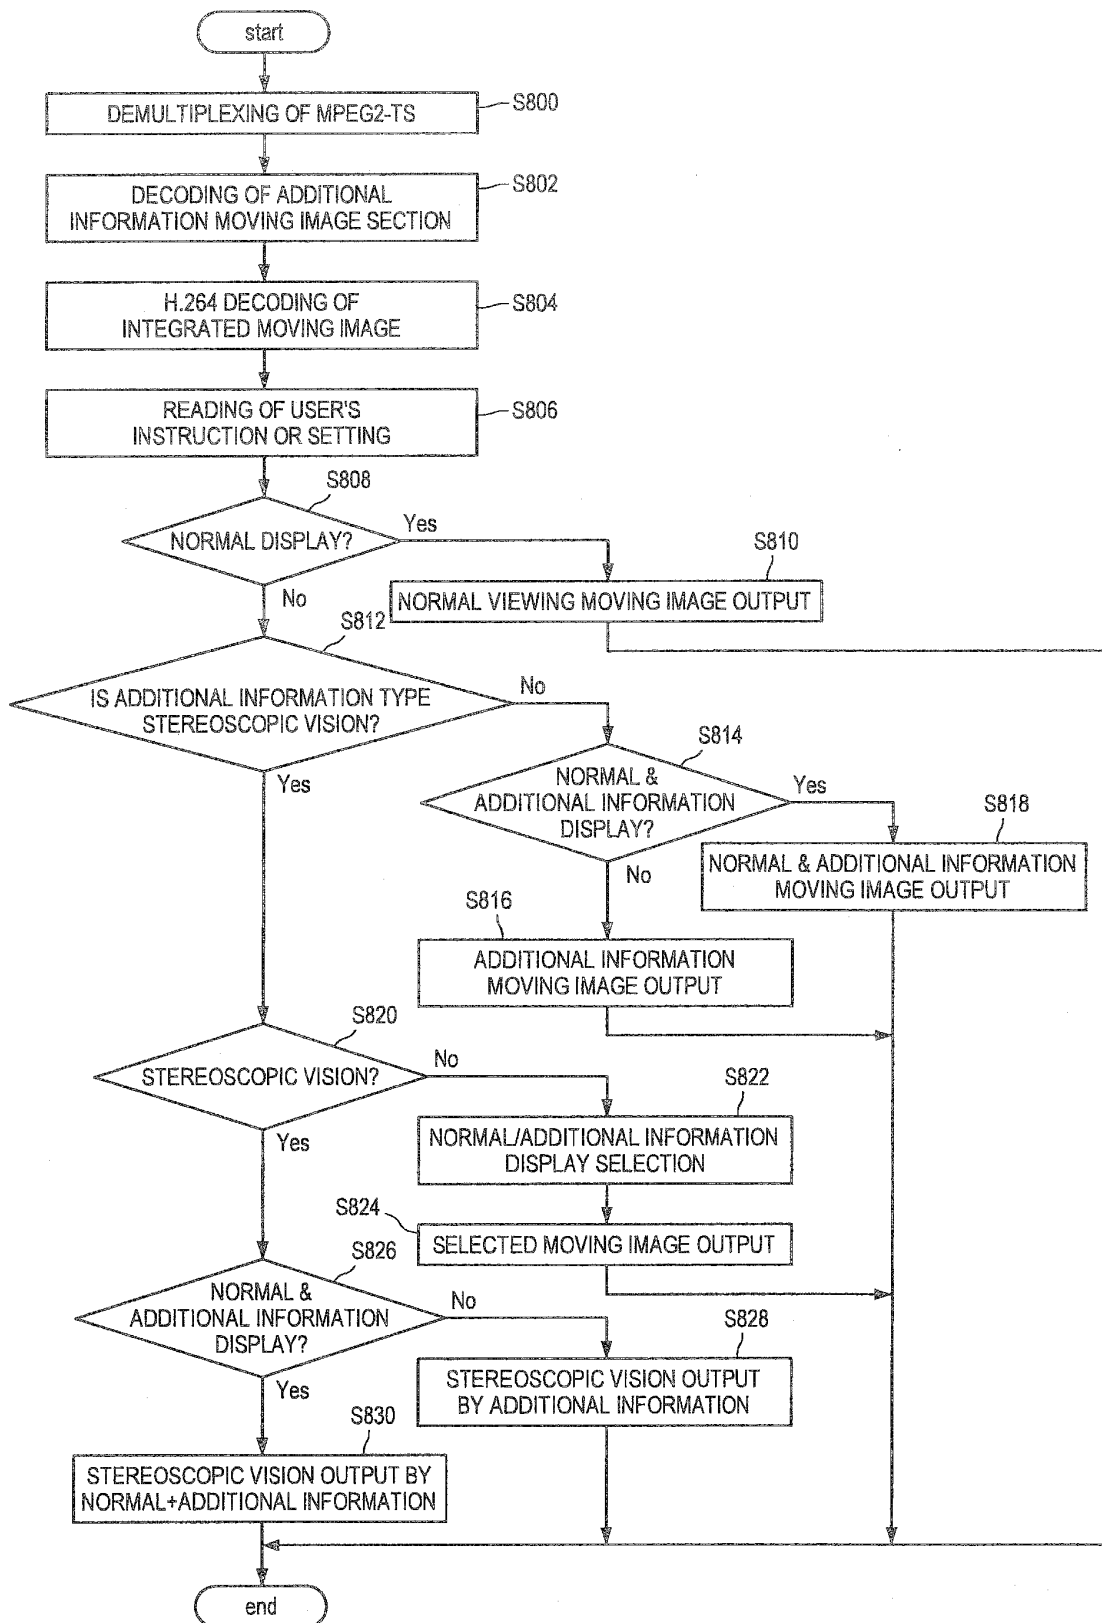 start
DEMULTIPLEXING OF MPEG2-TS
S800
DECODING OF ADDITIONAL
INFORMATION MOVING IMAGE SECTION
S802
H.264 DECODING OF
INTEGRATED MOVING IMAGE
S804
READING OF USER'S
INSTRUCTION OR SETTING
S806
S808
NORMAL DISPLAY?
Yes
No
S810
NORMAL VIEWING MOVING IMAGE OUTPUT
S812
IS ADDITIONAL INFORMATION TYPE
STEREOSCOPIC VISION?
No
Yes
S814
NORMAL &
ADDITIONAL INFORMATION
DISPLAY?
Yes
No
S818
NORMAL & ADDITIONAL INFORMATION
MOVING IMAGE OUTPUT
S816
ADDITIONAL INFORMATION
MOVING IMAGE OUTPUT
S820
STEREOSCOPIC VISION?
No
Yes
S822
NORMAL/ADDITIONAL INFORMATION
DISPLAY SELECTION
S824
SELECTED MOVING IMAGE OUTPUT
S826
NORMAL &
ADDITIONAL INFORMATION
DISPLAY?
No
Yes
S828
STEREOSCOPIC VISION OUTPUT
BY ADDITIONAL INFORMATION
S830
STEREOSCOPIC VISION OUTPUT BY
NORMAL+ADDITIONAL INFORMATION
end